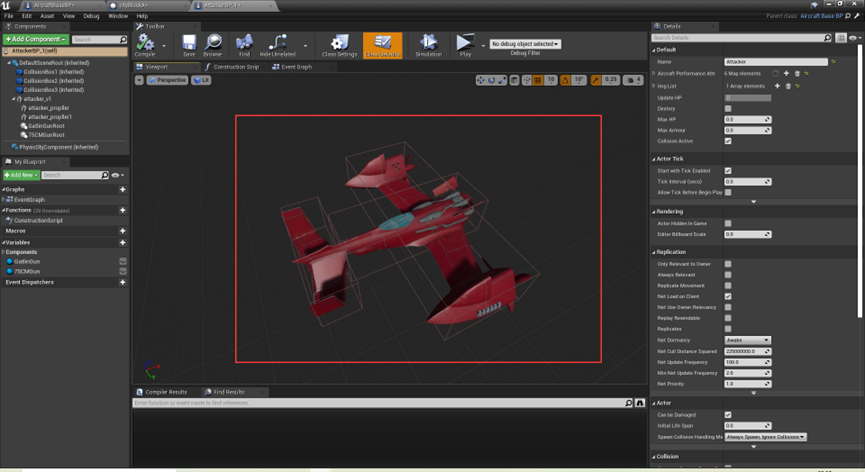 AircraftBaseBP*
cityBlockA*
AttackerBP_1*
File Edit Asset View Debug Window Help
Parent class: Aircraft Base BP
Components
+ Add Component
Search
AttackerBP_1(self)
DefaultSceneRoot (Inherited)
CollisionBox1 (Inherited)
CollisionBox2 (Inherited)
CollisionBox3 (Inherited)
attacker_v1
attacker_propller
attacker_propller1
GatlinGunRoot
75CMGunRoot
PhysicObjComponent (Inherited)
My Blueprint
+ Add New
Search
Graphs
EventGraph
Functions (25 Overridable)
ConstructionScript
Macros
Variables
Components
GatlinGun
75CMGun
Event Dispatchers
Toolbar
Compile
Save
Browse
Find
Hide Unrelated
Class Settings
Class Defaults
Simulation
Play
No debug object selected
Debug Filter
Viewport
Construction Scrip
Event Graph
Perspective
Lit
10
10°
0.25
4
Compiler Results
Find Results
Enter function or event name to find references...
Details
Search Details
Default
Name
Attacker
Aircraft Performance Attr
6 Map elements
Img List
1 Array elements
Update HP
Destory
Max HP
0.0
Max Armour
0.0
Collision Active
Actor Tick
Start with Tick Enabled
Tick Interval (secs)
0.0
Allow Tick Before Begin Play
Rendering
Actor Hidden In Game
Editor Billboard Scale
0.8
Replication
Only Relevant to Owner
Always Relevant
Replicate Movement
Net Load on Client
Net Use Owner Relevancy
Replay Rewindable
Replicates
Net Dormancy
Awake
Net Cull Distance Squared
225000000.0
Net Update Frequency
100.0
Min Net Update Frequency
2.0
Net Priority
1.0
Actor
Can be Damaged
Initial Life Span
0.0
Spawn Collision Handling Me
Always Spawn, Ignore Collisions
Collision